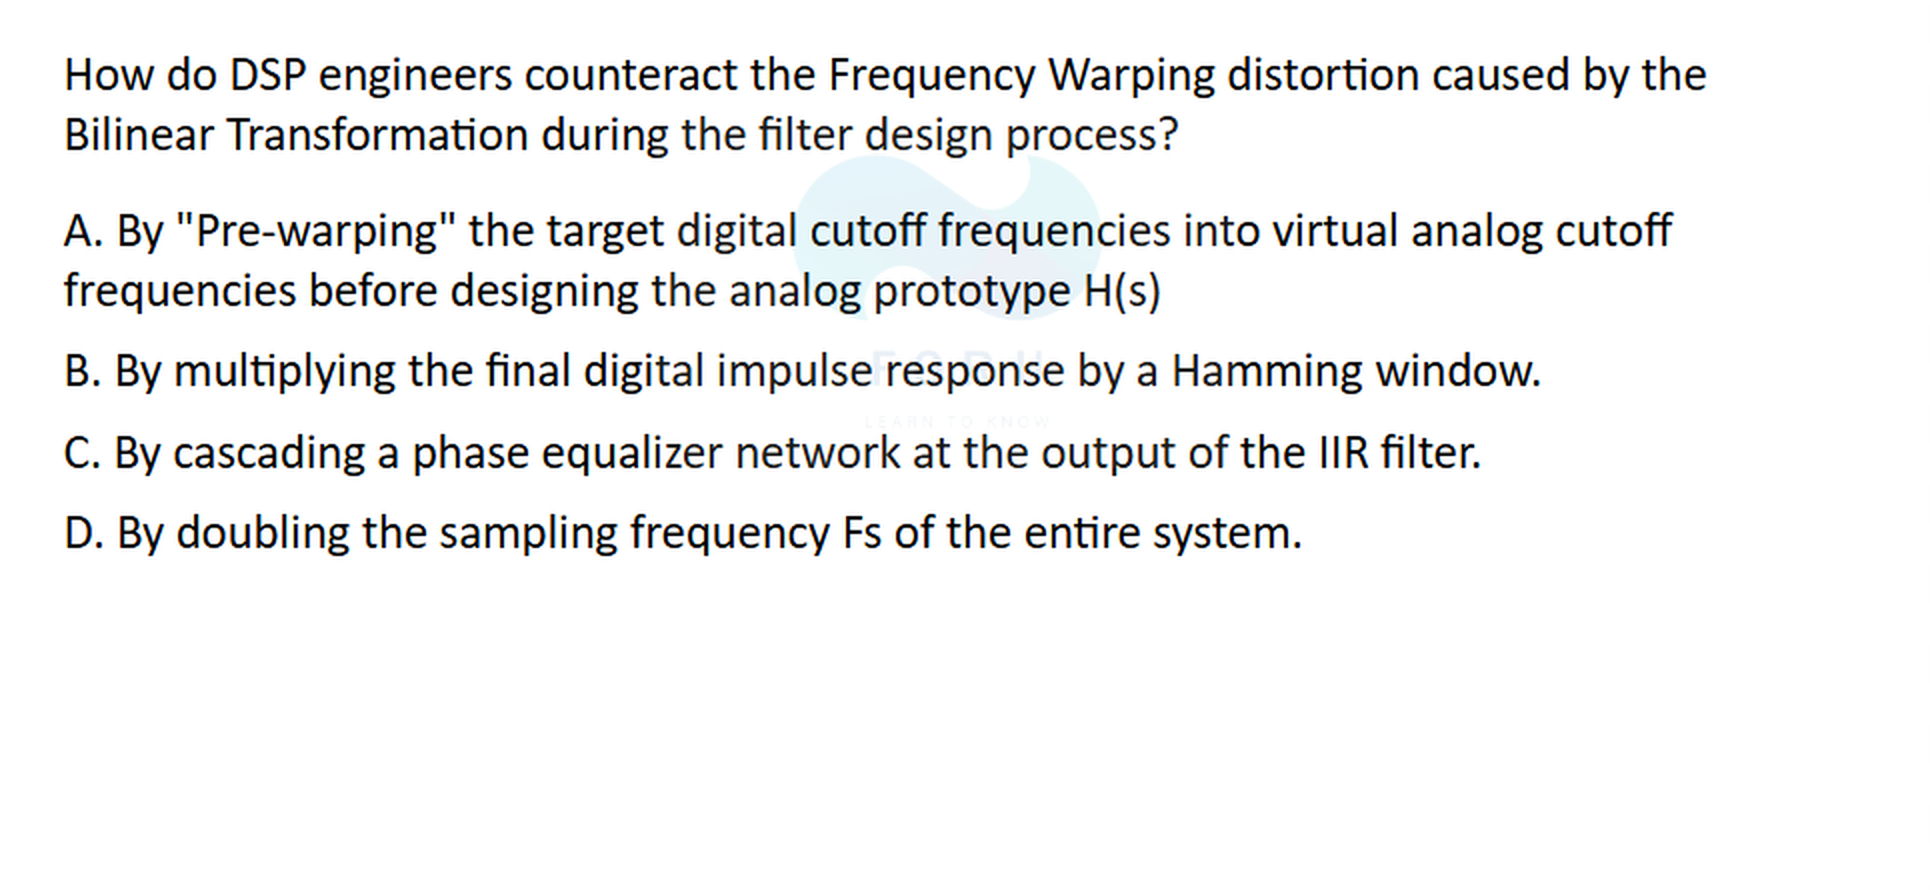 How do DSP engineers counteract the Frequency Warping distortion caused by the
Bilinear Transformation during the filter design process?
A. By "Pre-warping" the target digital cutoff frequencies into virtual analog cutoff
frequencies before designing the analog prototype H(s)
B. By multiplying the final digital impulse response by a Hamming window.
LEARN TO KNOW
C. By cascading a phase equalizer network at the output of the IIR filter.
D. By doubling the sampling frequency Fs of the entire system.